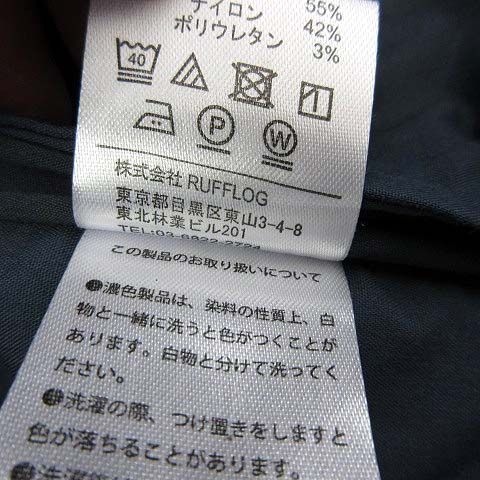 ナイロン 55%
ポリウレタン 42%
3%
40
P W
株式会社 RUFFLOG
東京都目黒区東山3-4-8
東北林業ビル201
この製品のお取り扱いについて
濃色製品は、染料の性質上、白
物と一緒に洗うと色がつくことが
あります。白物と分けて洗ってく
ださい。
洗濯の際、つけ置きをしますと
色が落ちることがあります。